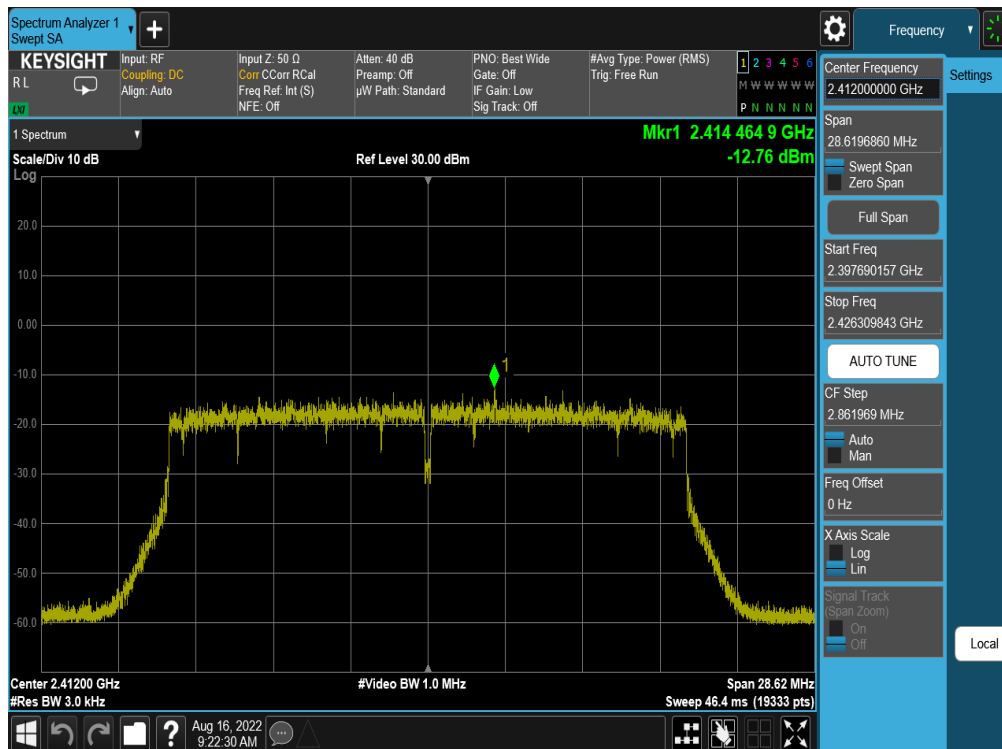 Spectrum Analyzer 1
Swept SA
Frequency
KEYSIGHT
R L
LXI
Input: RF
Coupling: DC
Align: Auto
Input Z: 50 Ω
Corr CCorr RCal
Freq Ref: Int (S)
NFE: Off
Atten: 40 dB
Preamp: Off
µW Path: Standard
PNO: Best Wide
Gate: Off
IF Gain: Low
Sig Track: Off
#Avg Type: Power (RMS)
Trig: Free Run
1 2 3 4 5 6
M W W W W W
P N N N N N
1 Spectrum
Scale/Div 10 dB
Log
Ref Level 30.00 dBm
Mkr1 2.414 464 9 GHz
-12.76 dBm
20.0
10.0
0.00
-10.0
-20.0
-30.0
-40.0
-50.0
-60.0
1
Center 2.41200 GHz
#Res BW 3.0 kHz
#Video BW 1.0 MHz
Span 28.62 MHz
Sweep 46.4 ms (19333 pts)
Aug 16, 2022
9:22:30 AM
Center Frequency
2.412000000 GHz
Span
28.6196860 MHz
Swept Span
Zero Span
Full Span
Start Freq
2.397690157 GHz
Stop Freq
2.426309843 GHz
AUTO TUNE
CF Step
2.861969 MHz
Auto
Man
Freq Offset
0 Hz
X Axis Scale
Log
Lin
Signal Track
(Span Zoom)
On
Off
Settings
Local